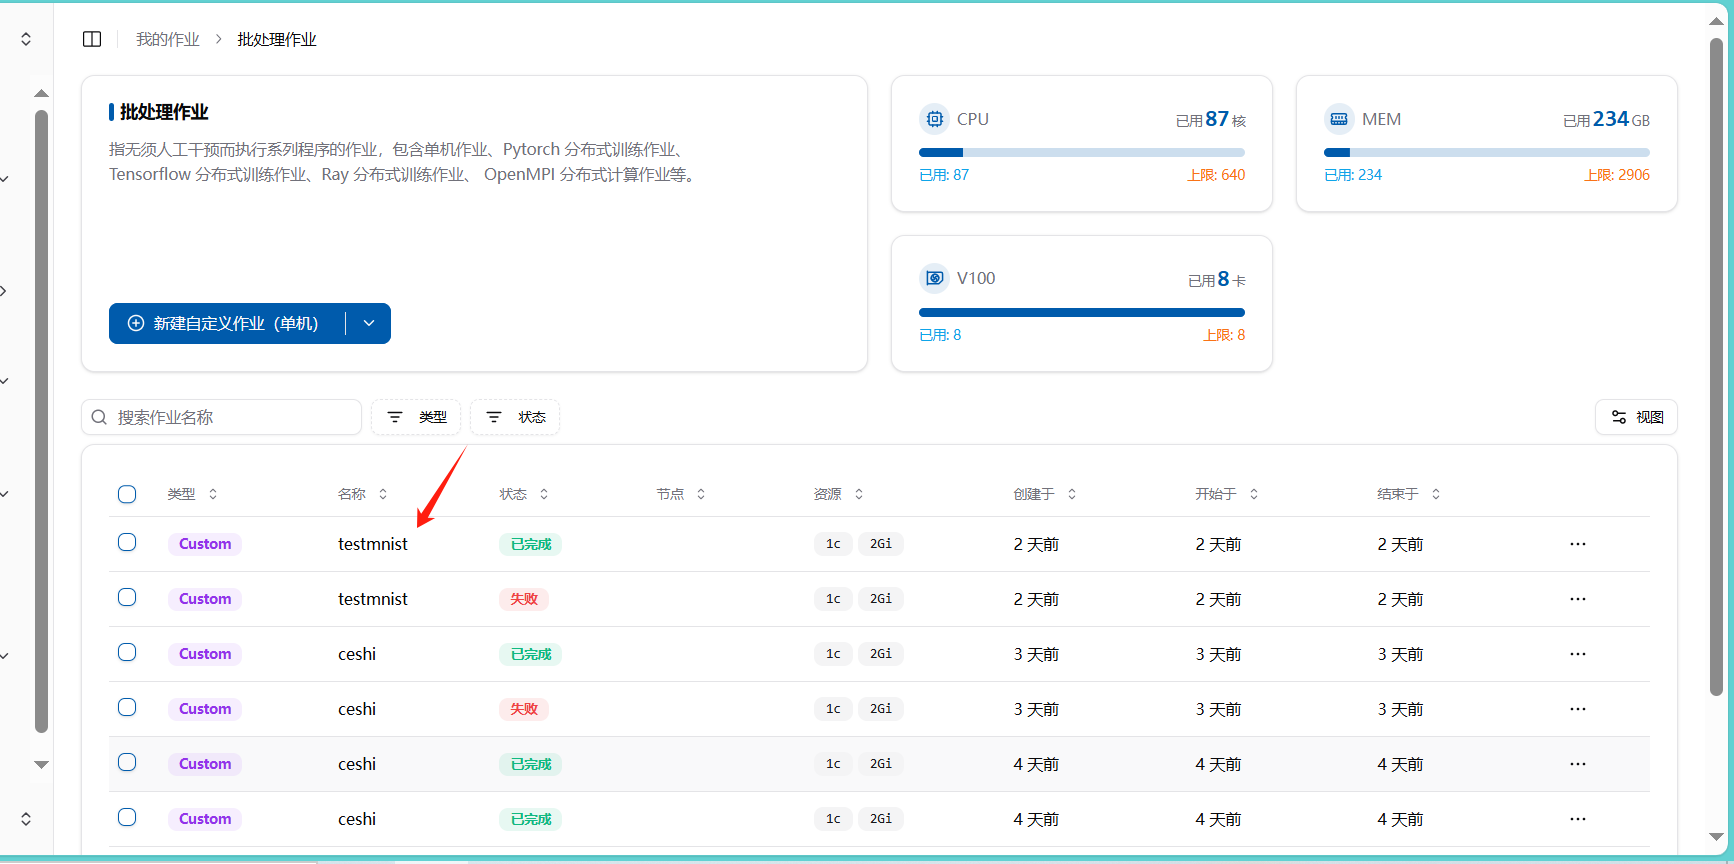 我的作业 > 批处理作业
批处理作业
指无须人工干预而执行系列程序的作业，包含单机作业、Pytorch 分布式训练作业、
Tensorflow 分布式训练作业、Ray 分布式训练作业、 OpenMPI 分布式计算作业等。
新建自定义作业（单机）
CPU 已用87 核
已用: 87 上限: 640
MEM 已用234 GB
已用: 234 上限: 2906
V100 已用8 卡
已用: 8 上限: 8
搜索作业名称 类型 状态 视图
类型 名称 状态 节点 资源 创建于 开始于 结束于
Custom testmnist 已完成 1c 2Gi 2 天前 2 天前 2 天前 ···
Custom testmnist 失败 1c 2Gi 2 天前 2 天前 2 天前 ···
Custom ceshi 已完成 1c 2Gi 3 天前 3 天前 3 天前 ···
Custom ceshi 失败 1c 2Gi 3 天前 3 天前 3 天前 ···
Custom ceshi 已完成 1c 2Gi 4 天前 4 天前 4 天前 ···
Custom ceshi 已完成 1c 2Gi 4 天前 4 天前 4 天前 ···